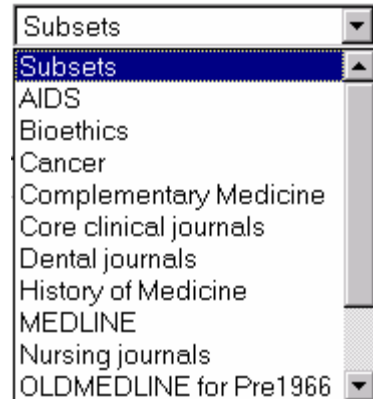 Subsets
Subsets
AIDS
Bioethics
Cancer
Complementary Medicine
Core clinical journals
Dental journals
History of Medicine
MEDLINE
Nursing journals
OLDMEDLINE for Pre1966